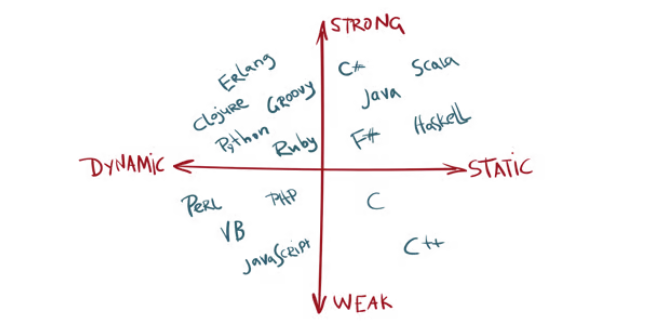 STRONG
Erlang
C#
Scala
Clojure
Groovy
Java
Python
Ruby
F#
Haskell
DYNAMIC
STATIC
Perl
PHP
C
VB
JavaScript
C++
WEAK